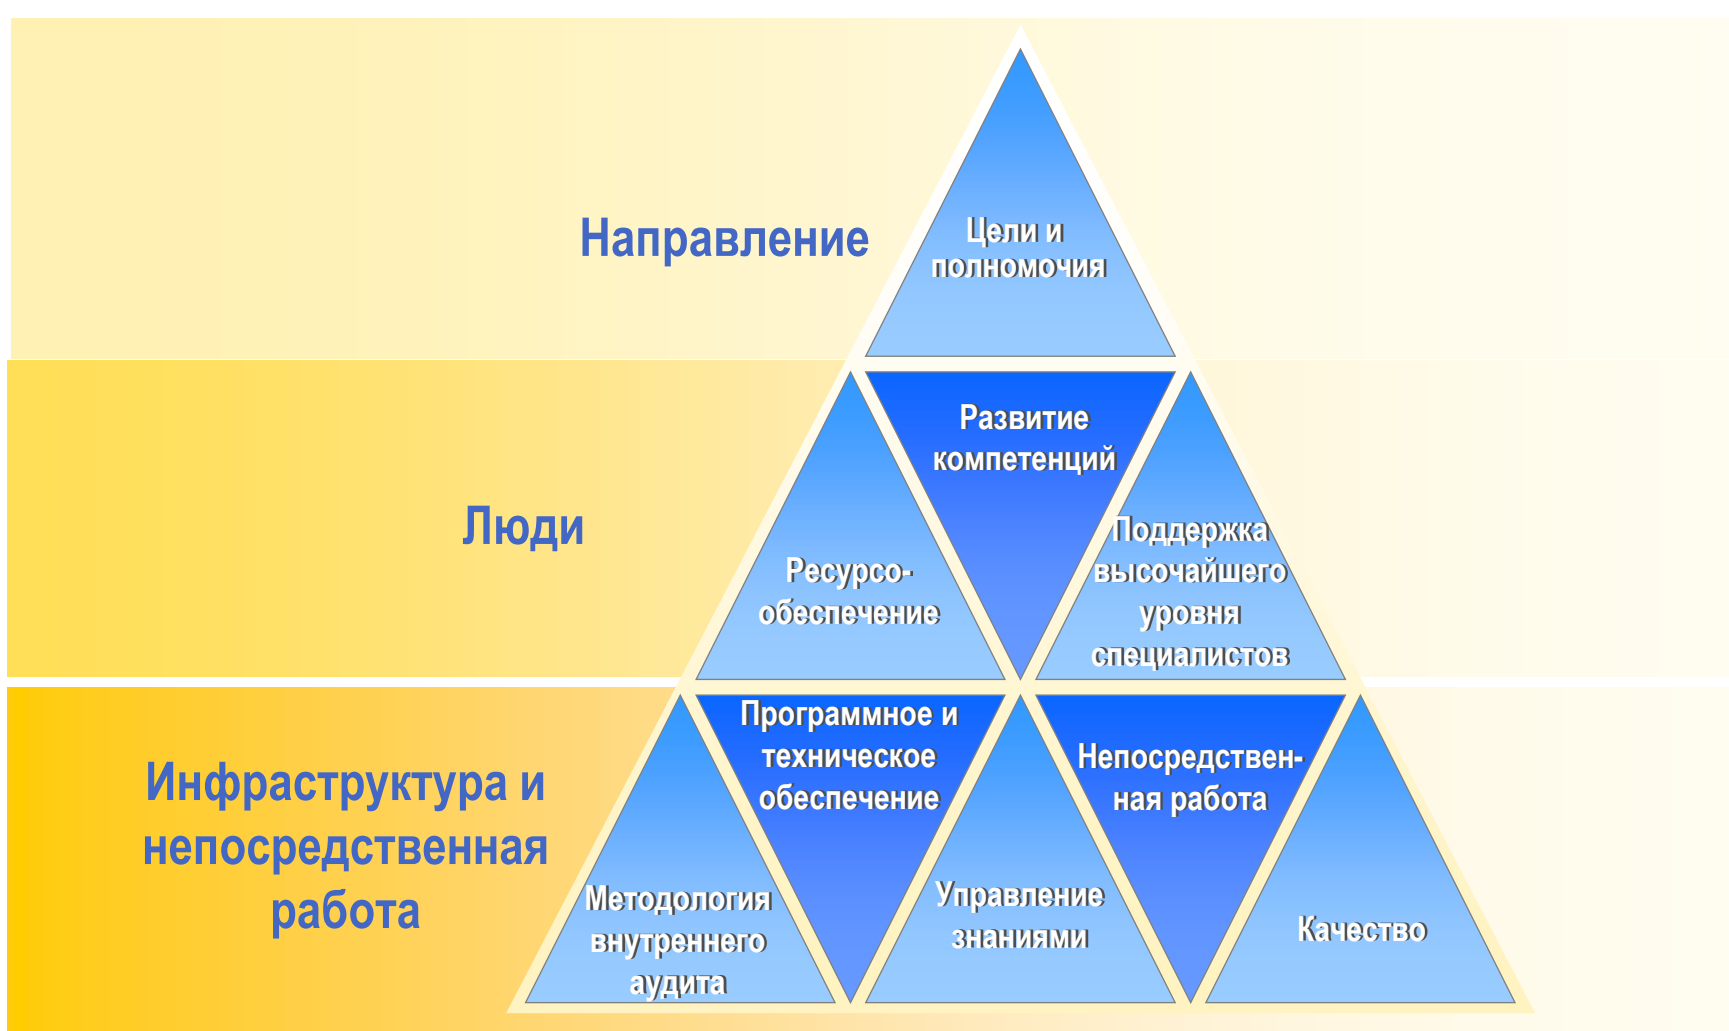 Направление
Цели и
полномочия
Люди
Ресурсо-
обеспечение
Развитие
компетенций
Поддержка
высочайшего
уровня
специалистов
Инфраструктура и
непосредственная
работа
Методология
внутреннего
аудита
Программное и
техническое
обеспечение
Управление
знаниями
Непосредствен-
ная работа
Качество